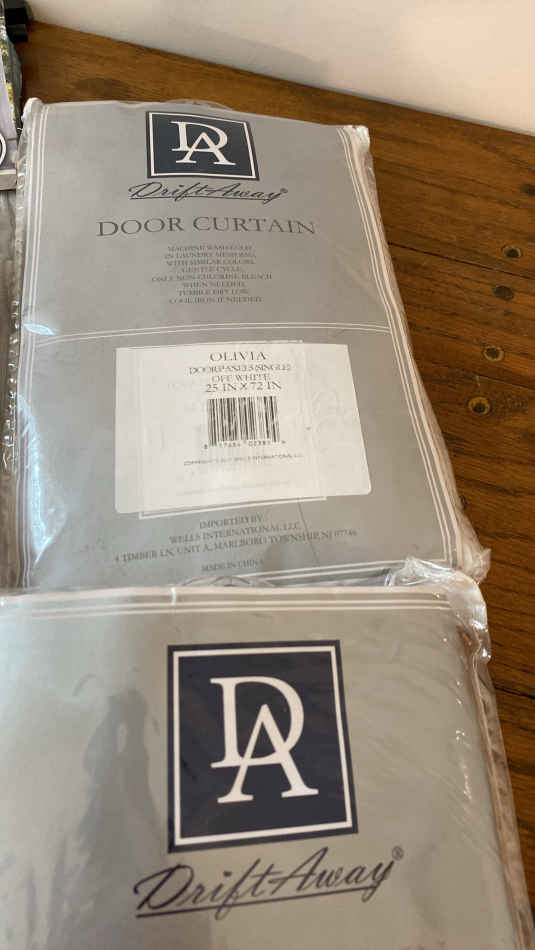 DA
DriftAway®
DOOR CURTAIN
MACHINE WASH COLD
IN LAUNDRY MESH BAG,
WITH SIMILAR COLORS,
GENTLE CYCLE,
ONLY NON-CHLORINE BLEACH
WHEN NEEDED,
TUMBLE DRY LOW,
COOL IRON IF NEEDED
OLIVIA
DOOR PANELS (SINGLE)
OFF WHITE
25 IN X 72 IN
IMPORTED BY:
WELLS INTERNATIONAL LLC
4 TIMBER LN, UNIT A, MARLBORO TOWNSHIP, NJ 07746
MADE IN CHINA
DA
DriftAway®